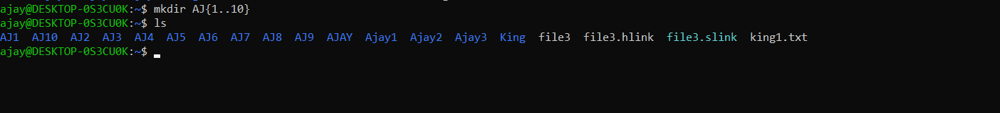 ajay@DESKTOP-0S3CU0K:~$ mkdir AJ{1..10}
ajay@DESKTOP-0S3CU0K:~$ ls
AJ1  AJ10  AJ2  AJ3  AJ4  AJ5  AJ6  AJ7  AJ8  AJ9  AJAY  Ajay1  Ajay2  Ajay3  King  file3  file3.hlink  file3.slink  king1.txt
ajay@DESKTOP-0S3CU0K:~$